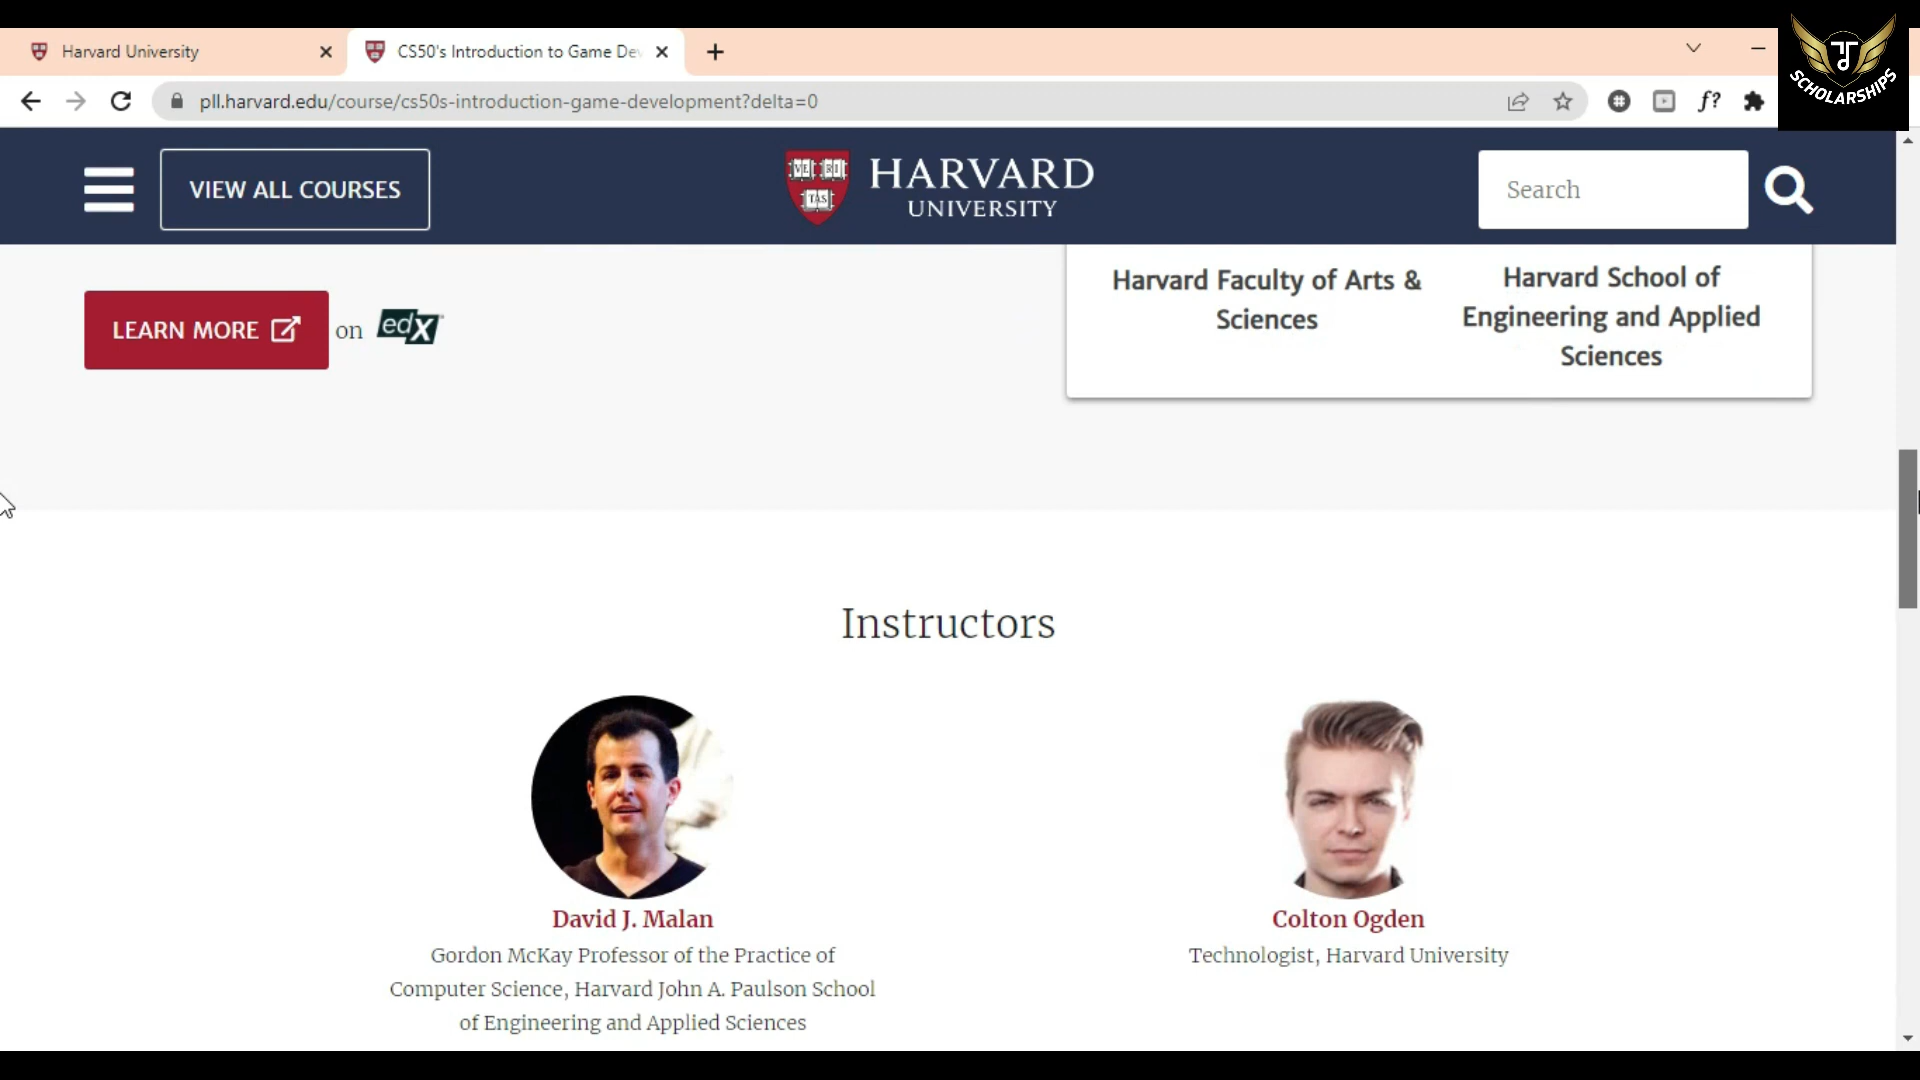 Harvard University
CS50's Introduction to Game De
pll.harvard.edu/course/cs50s-introduction-game-development?delta=0
f?
SCHOLARSHIPS
VIEW ALL COURSES
VE RI TAS
HARVARD
UNIVERSITY
Search
LEARN MORE on edX
Harvard Faculty of Arts &
Sciences
Harvard School of
Engineering and Applied
Sciences
Instructors
David J. Malan
Gordon McKay Professor of the Practice of
Computer Science, Harvard John A. Paulson School
of Engineering and Applied Sciences
Colton Ogden
Technologist, Harvard University